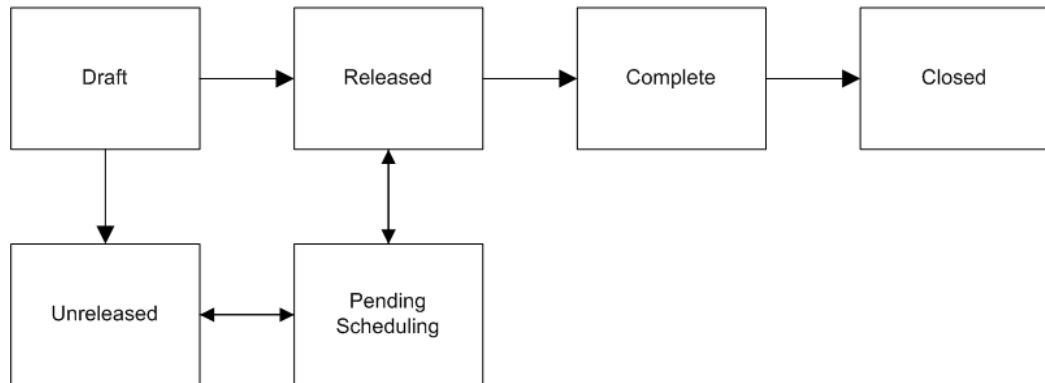 Draft
Released
Complete
Closed
Unreleased
Pending
Scheduling